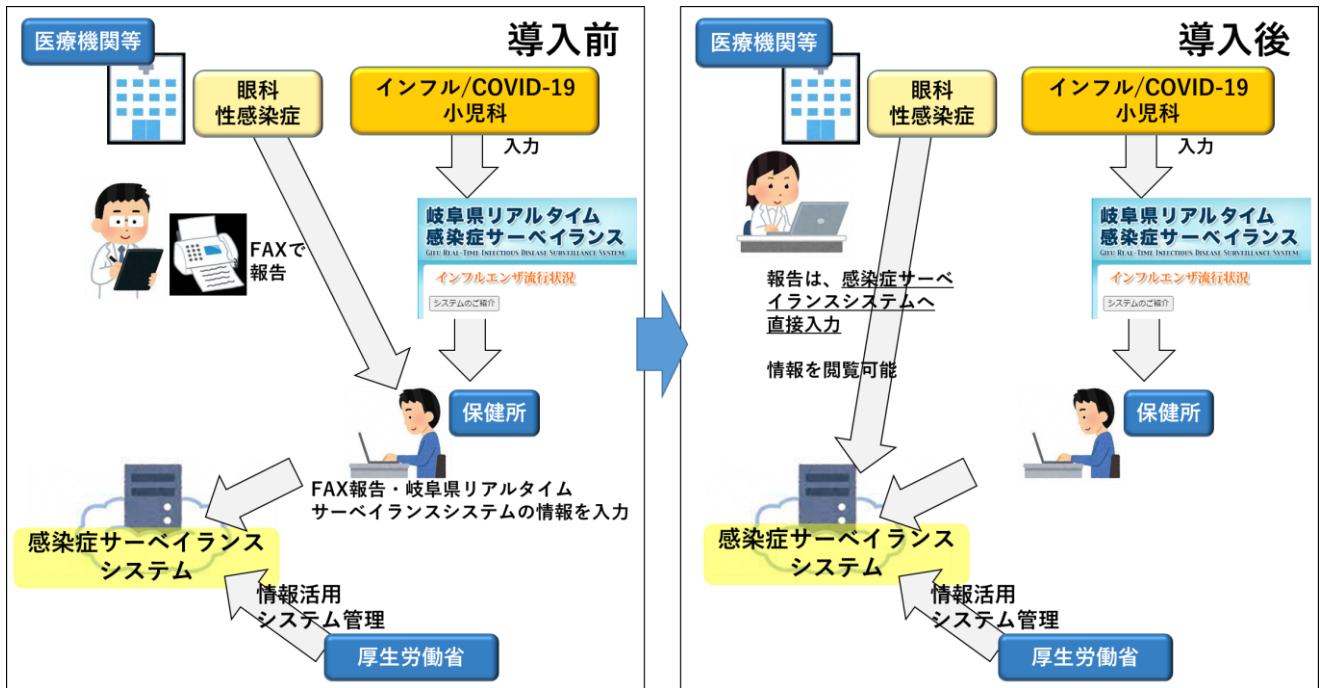 導入前
医療機関等
眼科
性感染症
インフル/COVID-19
小児科
入力
岐阜県リアルタイム
感染症サーベイランス
GIFU REAL-TIME INFECTIOUS DISEASE SURVEILLANCE SYSTEM
インフルエンザ流行状況
システムのご紹介
FAXで
報告
保健所
FAX報告・岐阜県リアルタイム
サーベイランスシステムの情報を入力
感染症サーベイランス
システム
情報活用
システム管理
厚生労働省
導入後
医療機関等
眼科
性感染症
インフル/COVID-19
小児科
入力
岐阜県リアルタイム
感染症サーベイランス
GIFU REAL-TIME INFECTIOUS DISEASE SURVEILLANCE SYSTEM
インフルエンザ流行状況
システムのご紹介
報告は、感染症サーベ
イランスシステムへ
直接入力
情報を閲覧可能
保健所
感染症サーベイランス
システム
情報活用
システム管理
厚生労働省